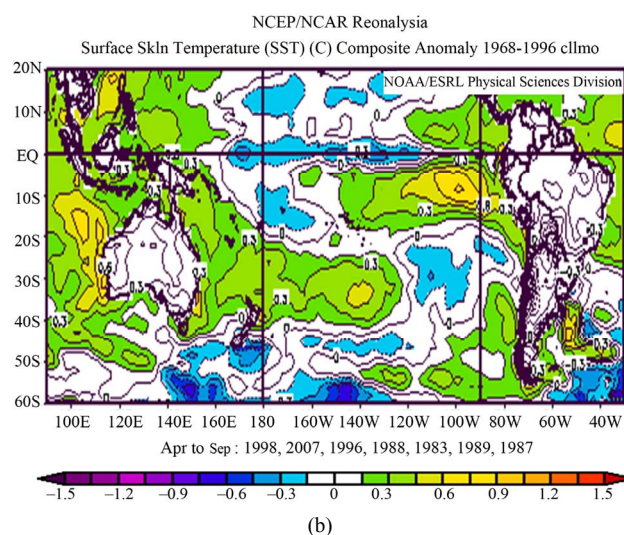 NCEP/NCAR Reonalysia
Surface Skln Temperature (SST) (C) Composite Anomaly 1968-1996 cllmo
NOAA/ESRL Physical Sciences Division
20N
10N
EQ
10S
20S
30S
40S
50S
60S
100E 120E 140E 160E 180 160W 140W 120W 100W 80W 60W 40W
Apr to Sep : 1998, 2007, 1996, 1988, 1983, 1989, 1987
–1.5 –1.2 –0.9 –0.6 –0.3 0 0.3 0.6 0.9 1.2 1.5
(b)